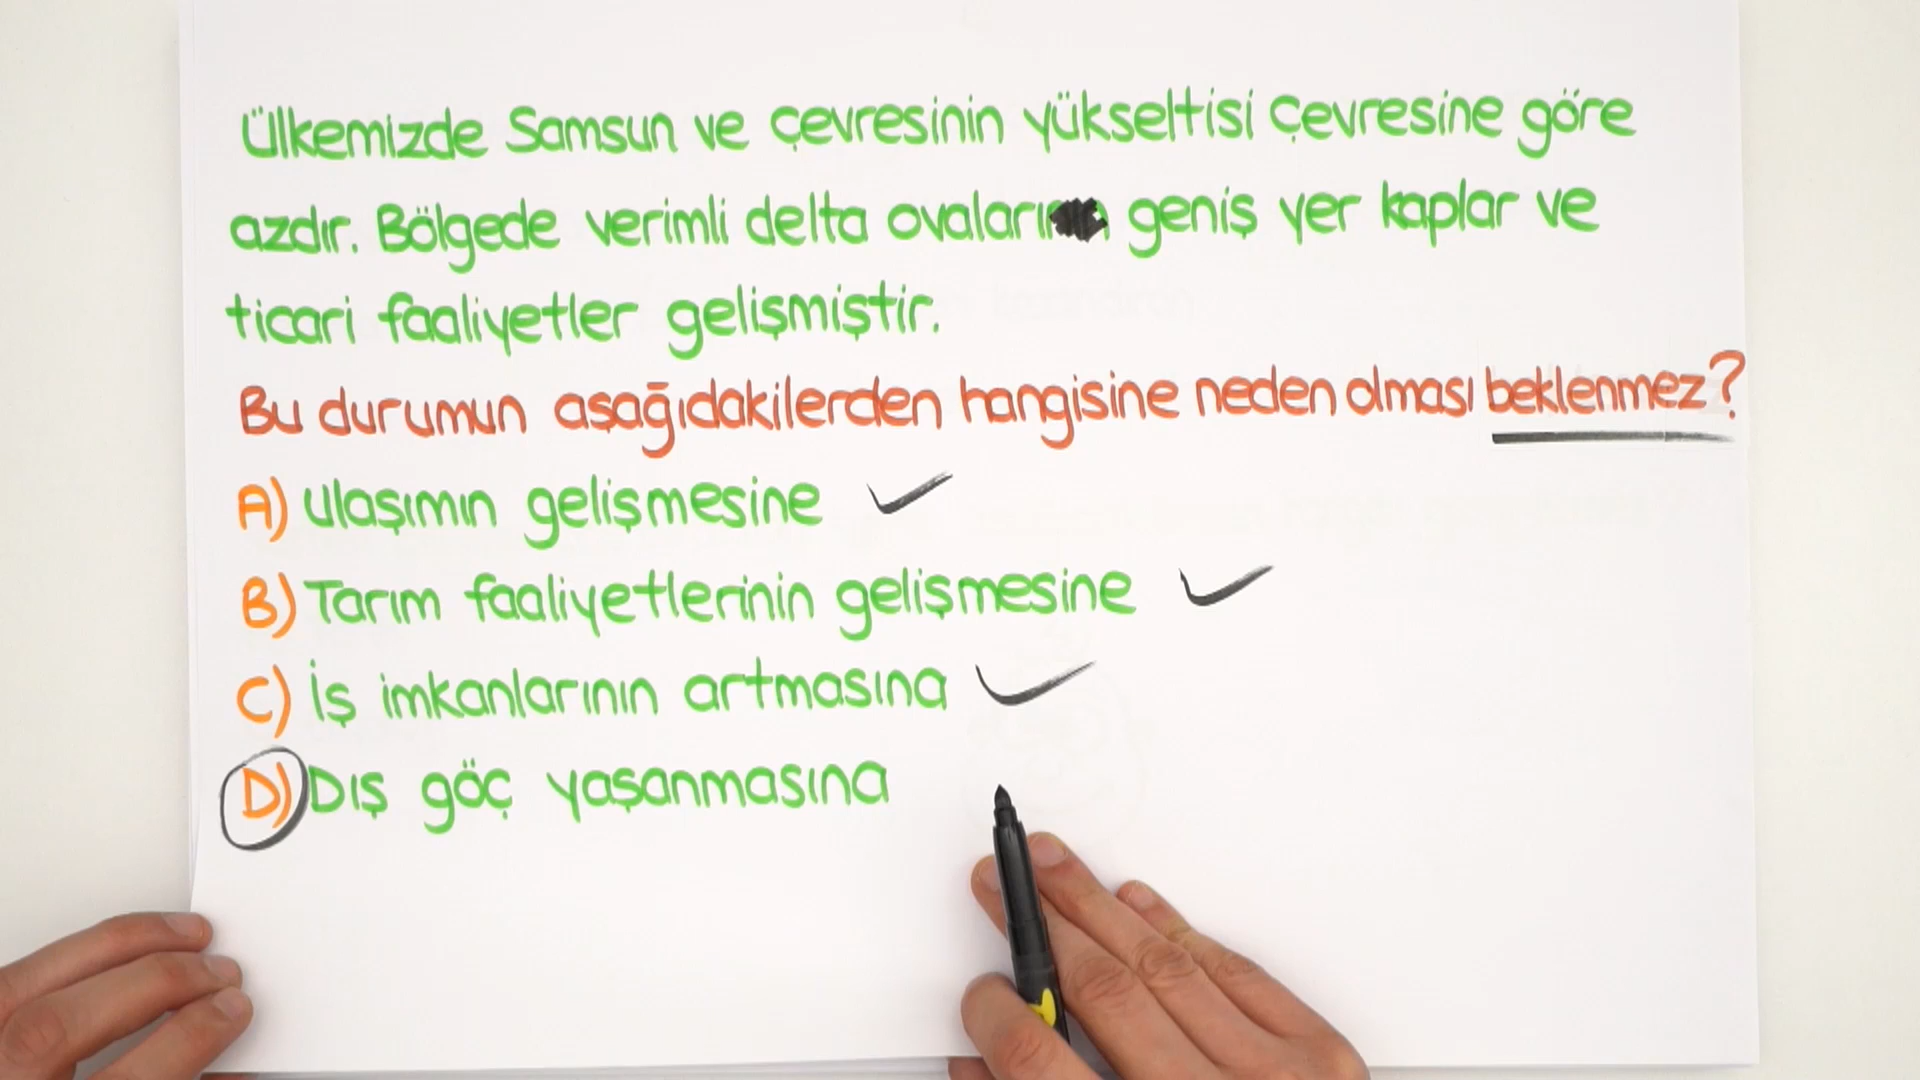 Ülkemizde Samsun ve çevresinin yükseltisi çevresine göre
azdır. Bölgede verimli delta ovaları geniş yer kaplar ve
ticari faaliyetler gelişmiştir.
Bu durumun aşağıdakilerden hangisine neden olması beklenmez?
A) Ulaşımın gelişmesine
B) Tarım faaliyetlerinin gelişmesine
C) İş imkanlarının artmasına
D) Dış göç yaşanmasına